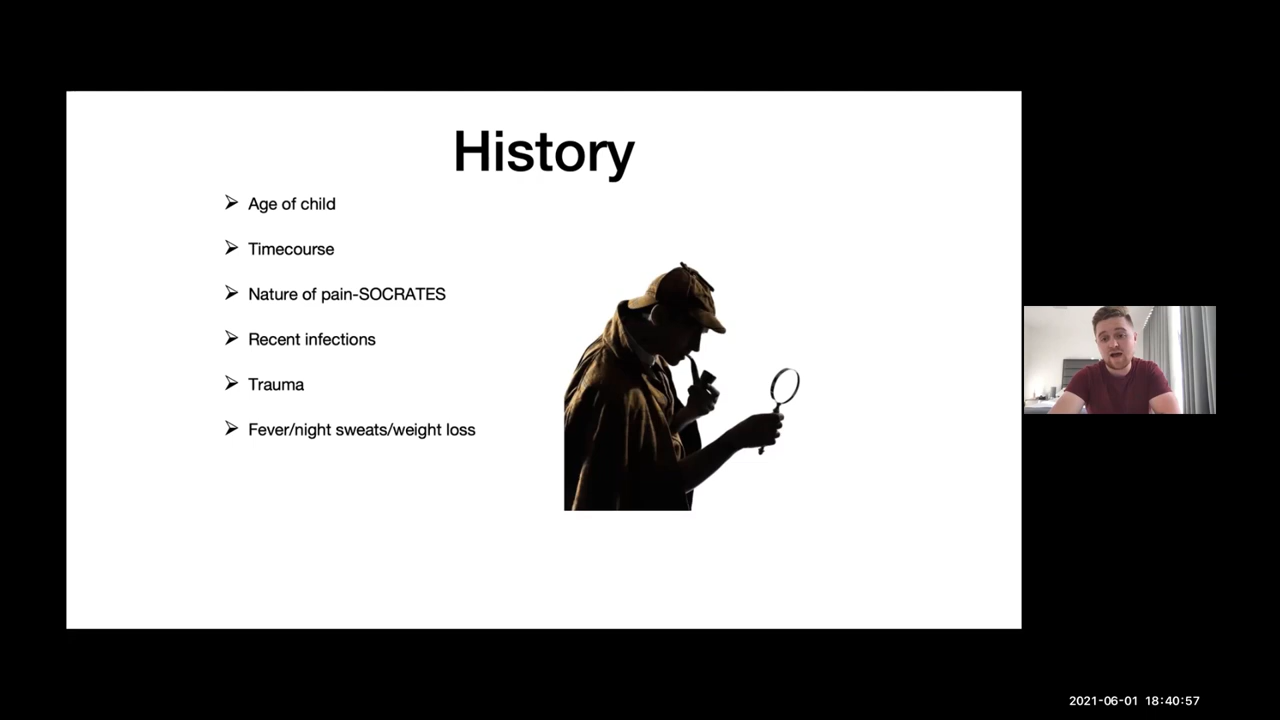 History
Age of child
Timecourse
Nature of pain-SOCRATES
Recent infections
Trauma
Fever/night sweats/weight loss
2021-06-01 18:40:57